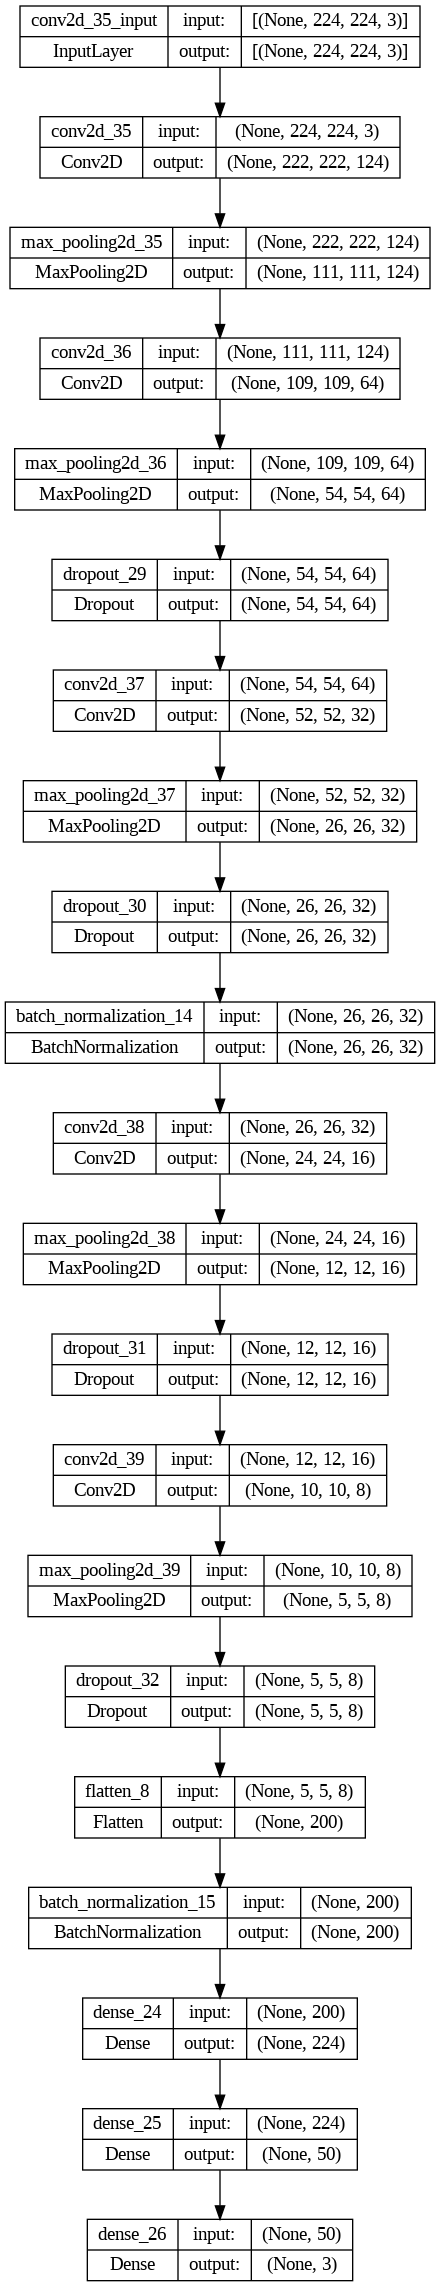 conv2d_35_input input: [(None, 224, 224, 3)]
InputLayer output: [(None, 224, 224, 3)]
conv2d_35 input: (None, 224, 224, 3)
Conv2D output: (None, 222, 222, 124)
max_pooling2d_35 input: (None, 222, 222, 124)
MaxPooling2D output: (None, 111, 111, 124)
conv2d_36 input: (None, 111, 111, 124)
Conv2D output: (None, 109, 109, 64)
max_pooling2d_36 input: (None, 109, 109, 64)
MaxPooling2D output: (None, 54, 54, 64)
dropout_29 input: (None, 54, 54, 64)
Dropout output: (None, 54, 54, 64)
conv2d_37 input: (None, 54, 54, 64)
Conv2D output: (None, 52, 52, 32)
max_pooling2d_37 input: (None, 52, 52, 32)
MaxPooling2D output: (None, 26, 26, 32)
dropout_30 input: (None, 26, 26, 32)
Dropout output: (None, 26, 26, 32)
batch_normalization_14 input: (None, 26, 26, 32)
BatchNormalization output: (None, 26, 26, 32)
conv2d_38 input: (None, 26, 26, 32)
Conv2D output: (None, 24, 24, 16)
max_pooling2d_38 input: (None, 24, 24, 16)
MaxPooling2D output: (None, 12, 12, 16)
dropout_31 input: (None, 12, 12, 16)
Dropout output: (None, 12, 12, 16)
conv2d_39 input: (None, 12, 12, 16)
Conv2D output: (None, 10, 10, 8)
max_pooling2d_39 input: (None, 10, 10, 8)
MaxPooling2D output: (None, 5, 5, 8)
dropout_32 input: (None, 5, 5, 8)
Dropout output: (None, 5, 5, 8)
flatten_8 input: (None, 5, 5, 8)
Flatten output: (None, 200)
batch_normalization_15 input: (None, 200)
BatchNormalization output: (None, 200)
dense_24 input: (None, 200)
Dense output: (None, 224)
dense_25 input: (None, 224)
Dense output: (None, 50)
dense_26 input: (None, 50)
Dense output: (None, 3)